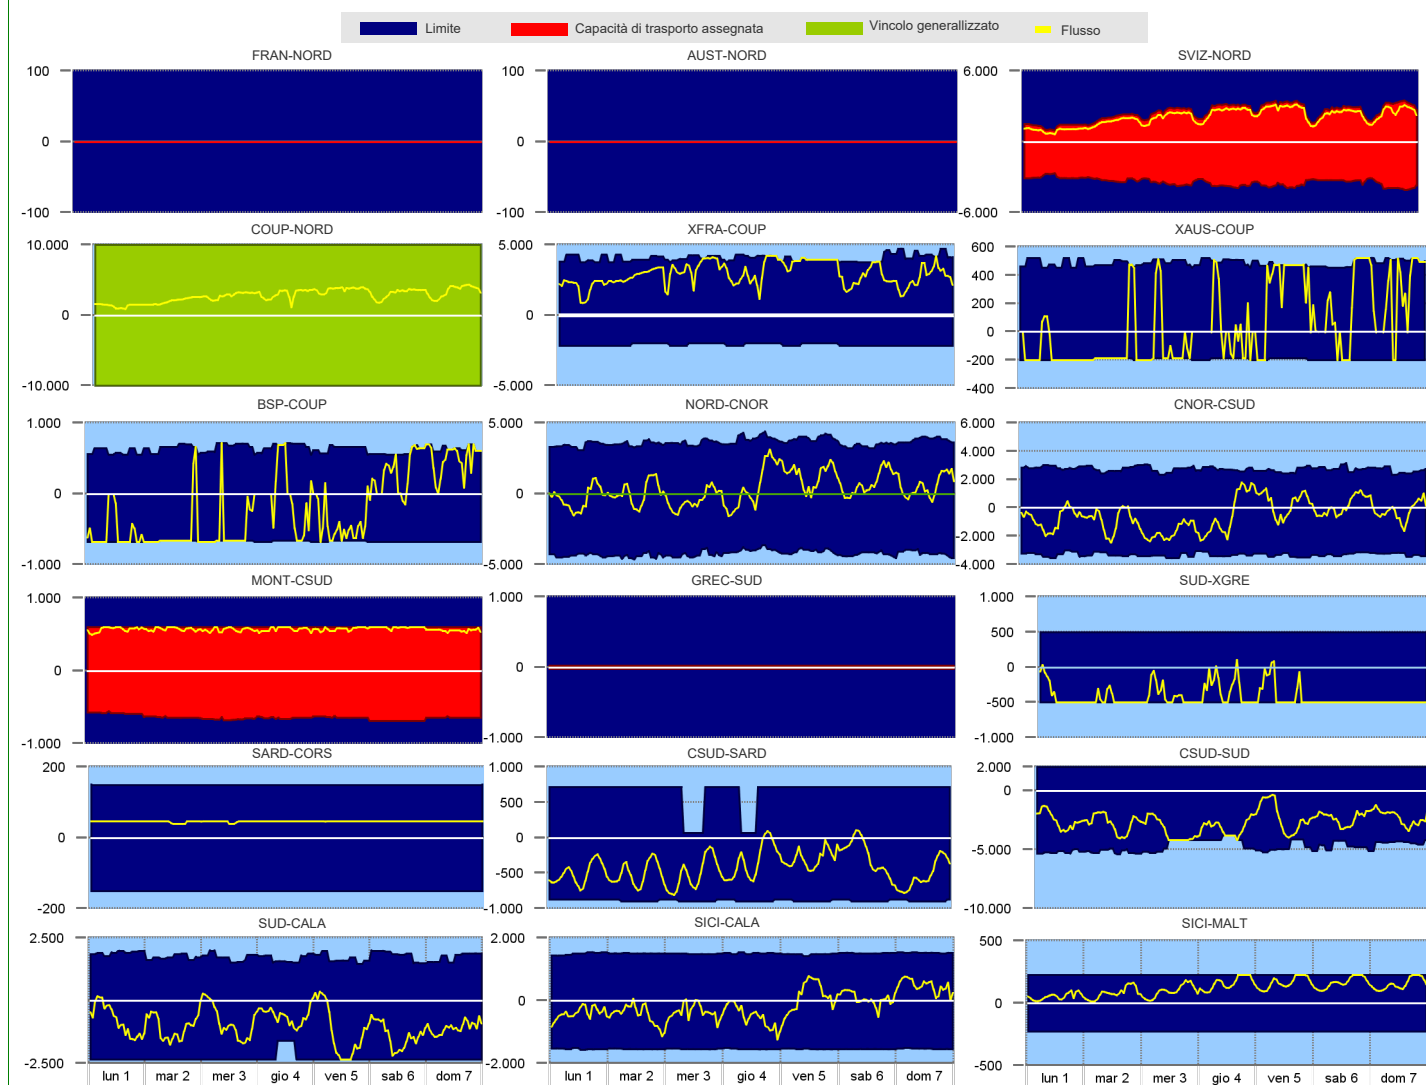 Limite Capacità di trasporto assegnata Vincolo generalizzato Flusso
FRAN-NORD AUST-NORD SVIZ-NORD
100 100 6.000
0 0
-100 -100 -6.000
COUP-NORD XFRA-COUP XAUS-COUP
10.000 5.000 600
400
200
0 0 0
-200
-10.000 -5.000 -400
BSP-COUP NORD-CNOR CNOR-CSUD
1.000 5.000 6.000
4.000
2.000
0 0 0
-2.000
-1.000 -5.000 -4.000
MONT-CSUD GREC-SUD SUD-XGRE
1.000 1.000 1.000
500
0 0 0
-500
-1.000 -1.000 -1.000
SARD-CORS CSUD-SARD CSUD-SUD
200 1.000 2.000
500 0
0 0
-500 -5.000
-200 -1.000 -10.000
SUD-CALA SICI-CALA SICI-MALT
2.500 2.000 500
0 0 0
-2.500 -2.000 -500
lun 1 mar 2 mer 3 gio 4 ven 5 sab 6 dom 7 lun 1 mar 2 mer 3 gio 4 ven 5 sab 6 dom 7 lun 1 mar 2 mer 3 gio 4 ven 5 sab 6 dom 7